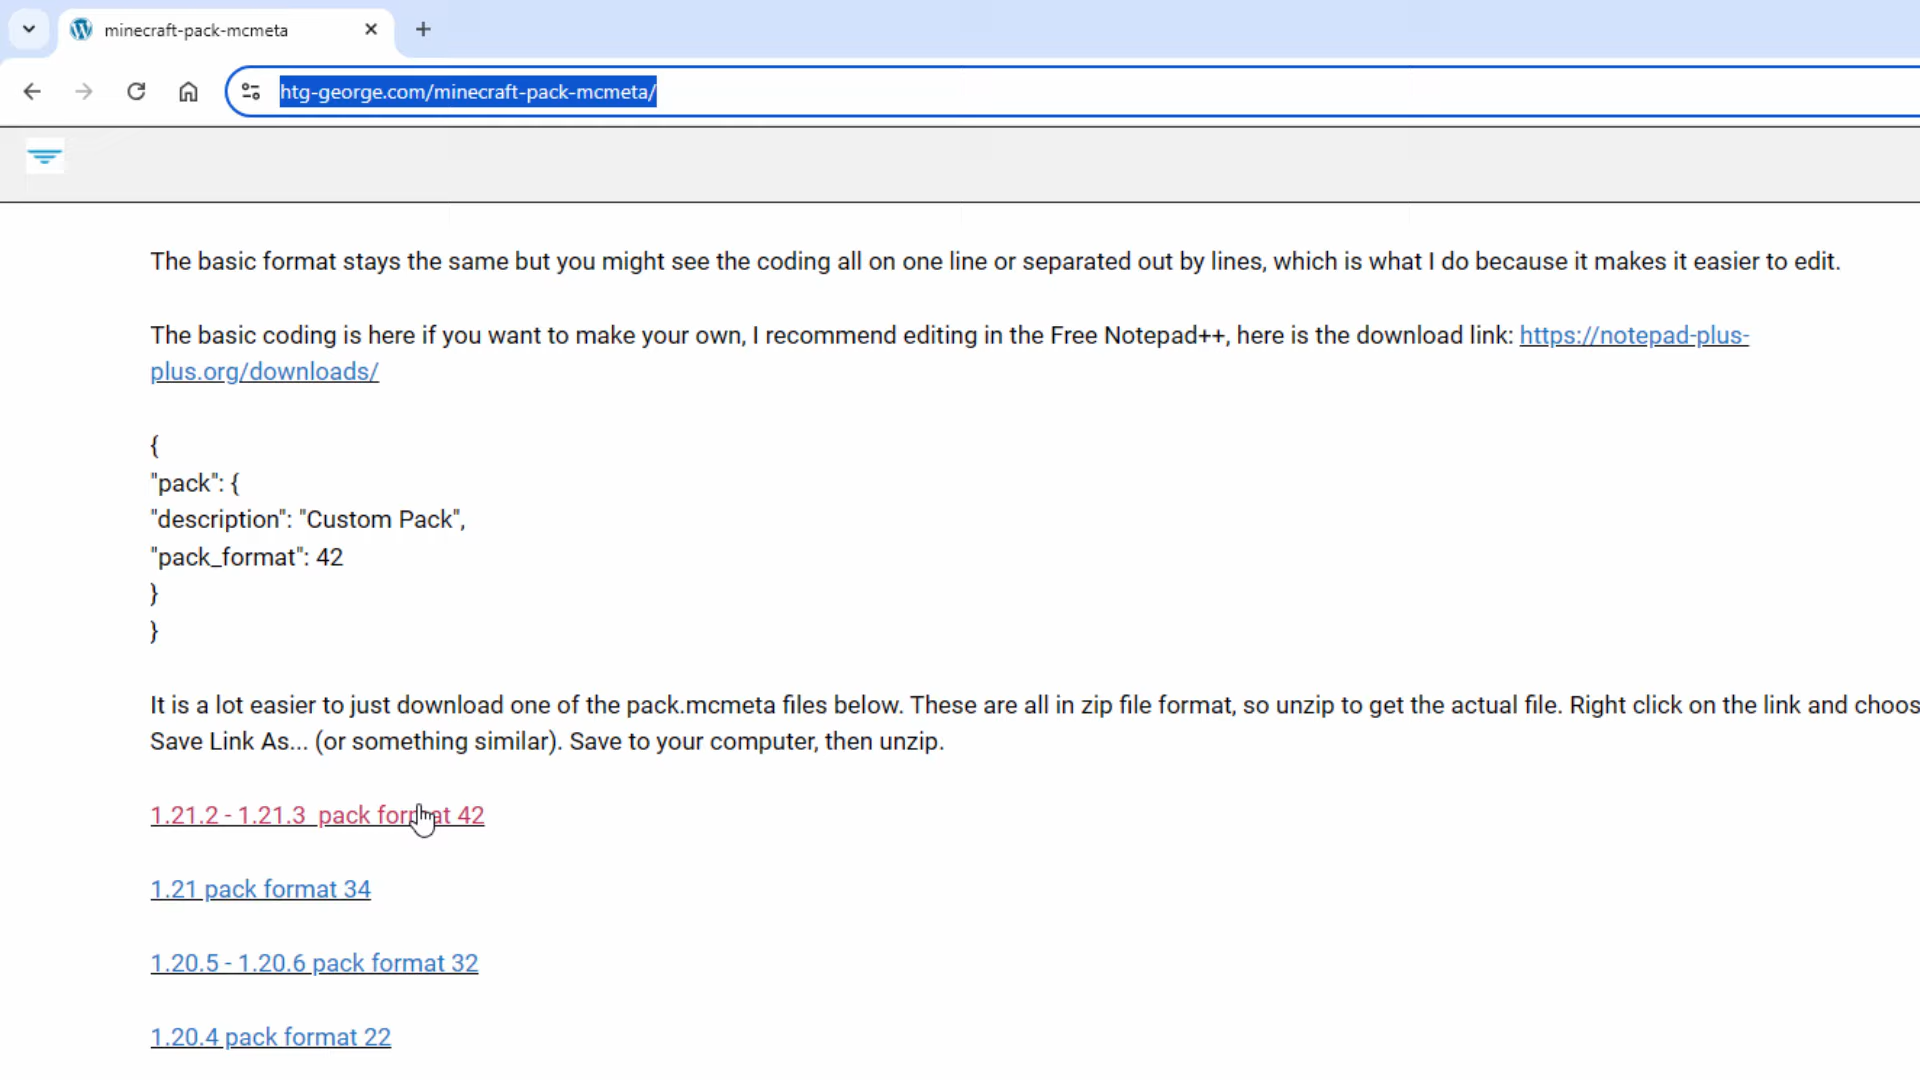 minecraft-pack-mcmeta
htg-george.com/minecraft-pack-mcmeta/
The basic format stays the same but you might see the coding all on one line or separated out by lines, which is what I do because it makes it easier to edit.
The basic coding is here if you want to make your own, I recommend editing in the Free Notepad++, here is the download link: https://notepad-plus-
plus.org/downloads/
{
"pack": {
"description": "Custom Pack",
"pack_format": 42
}
}
It is a lot easier to just download one of the pack.mcmeta files below. These are all in zip file format, so unzip to get the actual file. Right click on the link and choos
Save Link As... (or something similar). Save to your computer, then unzip.
1.21.2 - 1.21.3  pack format 42
1.21 pack format 34
1.20.5 - 1.20.6 pack format 32
1.20.4 pack format 22